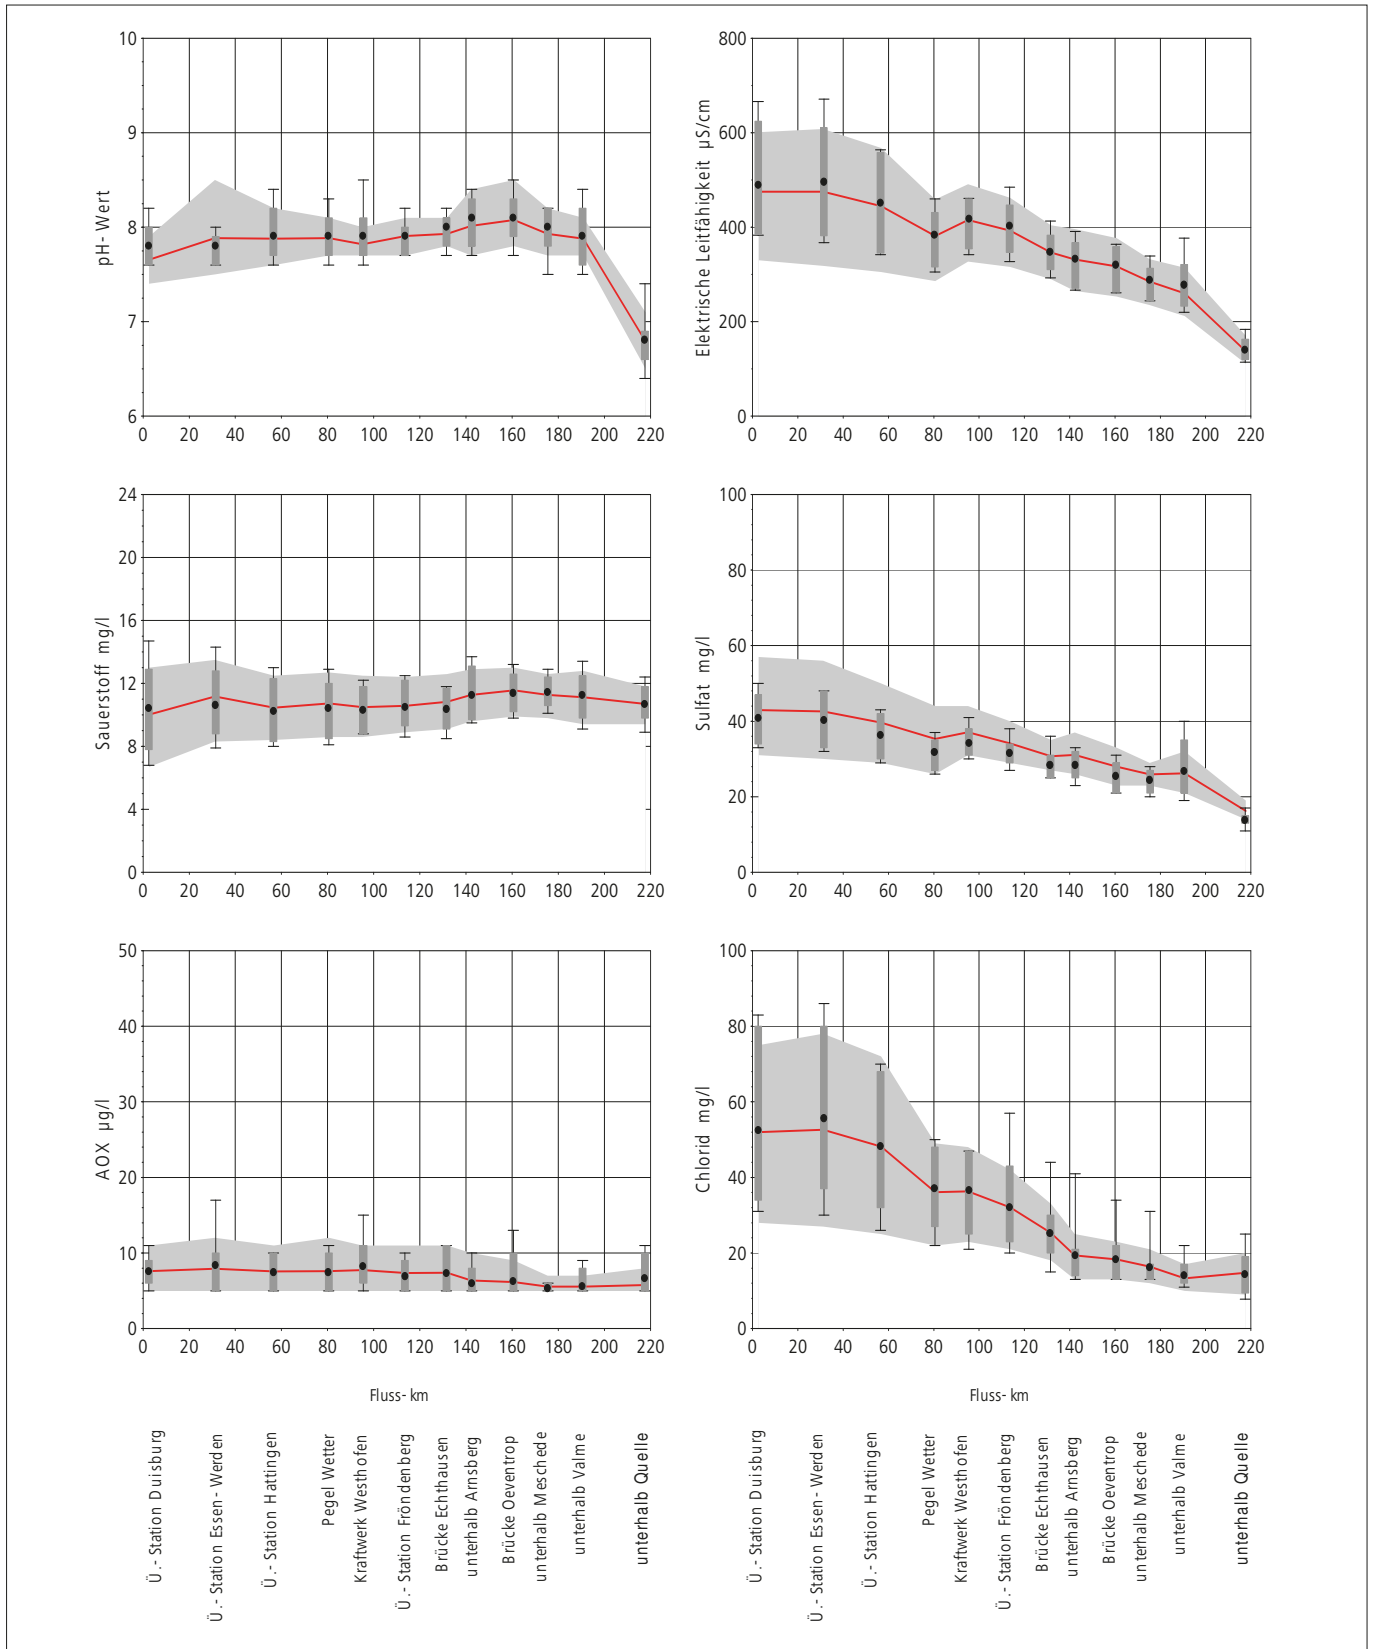 pH- Wert
10
9
8
7
6
0 20 40 60 80 100 120 140 160 180 200 220
Elektrische Leitfähigkeit µS/cm
800
600
400
200
0
0 20 40 60 80 100 120 140 160 180 200 220
Sauerstoff mg/l
24
20
16
12
8
4
0
0 20 40 60 80 100 120 140 160 180 200 220
Sulfat mg/l
100
80
60
40
20
0
0 20 40 60 80 100 120 140 160 180 200 220
AOX µg/l
50
40
30
20
10
0
0 20 40 60 80 100 120 140 160 180 200 220
Chlorid mg/l
100
80
60
40
20
0
0 20 40 60 80 100 120 140 160 180 200 220
Fluss- km
Fluss- km
Ü.- Station Duisburg
Ü.- Station Essen- Werden
Ü.- Station Hattingen
Pegel Wetter
Kraftwerk Westhofen
Ü.- Station Fröndenberg
Brücke Echthausen
unterhalb Arnsberg
Brücke Oeventrop
unterhalb Meschede
unterhalb Valme
unterhalb Quelle
Ü.- Station Duisburg
Ü.- Station Essen- Werden
Ü.- Station Hattingen
Pegel Wetter
Kraftwerk Westhofen
Ü.- Station Fröndenberg
Brücke Echthausen
unterhalb Arnsberg
Brücke Oeventrop
unterhalb Meschede
unterhalb Valme
unterhalb Quelle